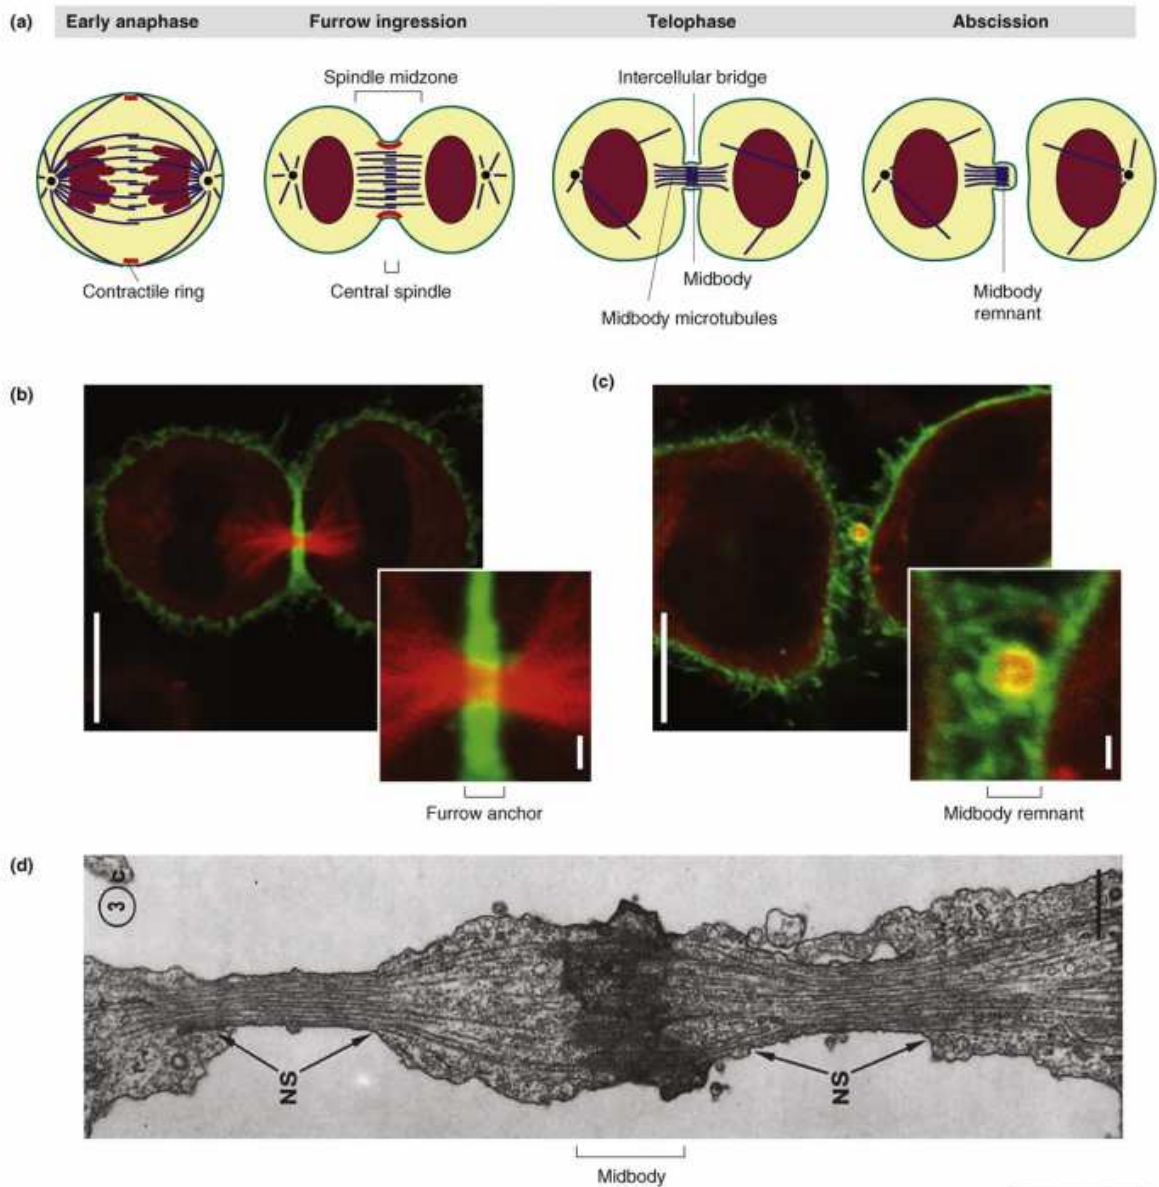 (a)
Early anaphase
Furrow ingression
Telophase
Abscission
Spindle midzone
Intercellular bridge
Contractile ring
Central spindle
Midbody
Midbody microtubules
Midbody
remnant
(b)
(c)
Furrow anchor
Midbody remnant
(d)
3
C
NS
NS
Midbody